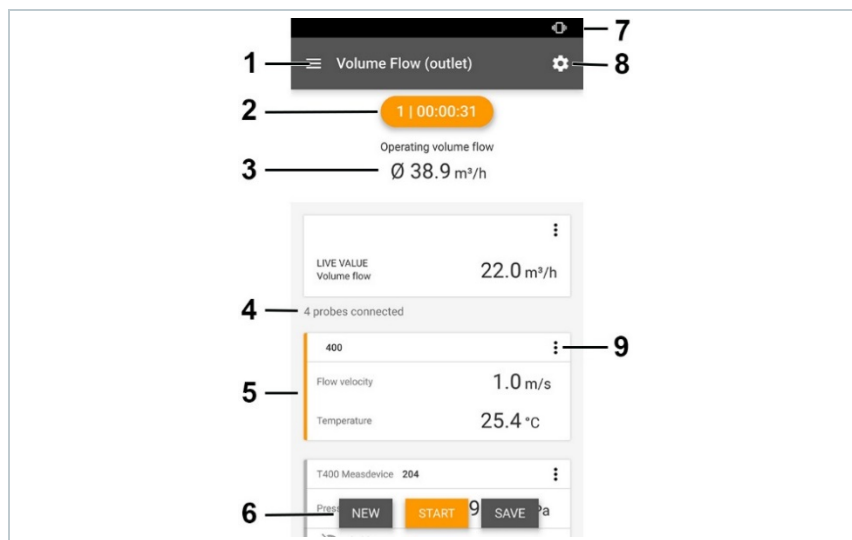 7
1 Volume Flow (outlet) 8
2 1 | 00:00:31
Operating volume flow
3 Ø 38.9 m³/h
LIVE VALUE
Volume flow 22.0 m³/h
4 4 probes connected
400 9
Flow velocity 1.0 m/s
5
Temperature 25.4 °C
T400 Measdevice 204
6 NEW START 9 SAVE